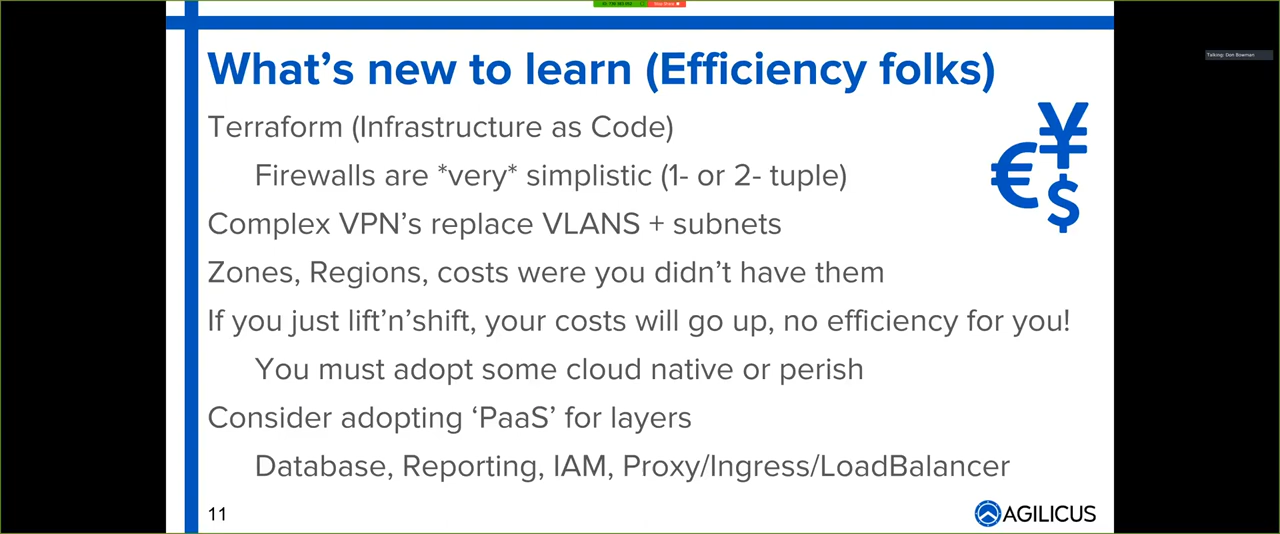 Talking: Don Bowman
What's new to learn (Efficiency folks)
Terraform (Infrastructure as Code)
Firewalls are *very* simplistic (1- or 2- tuple)
Complex VPN's replace VLANS + subnets
Zones, Regions, costs were you didn't have them
If you just lift'n'shift, your costs will go up, no efficiency for you!
You must adopt some cloud native or perish
Consider adopting 'PaaS' for layers
Database, Reporting, IAM, Proxy/Ingress/LoadBalancer
¥
€
$
11
AGILICUS